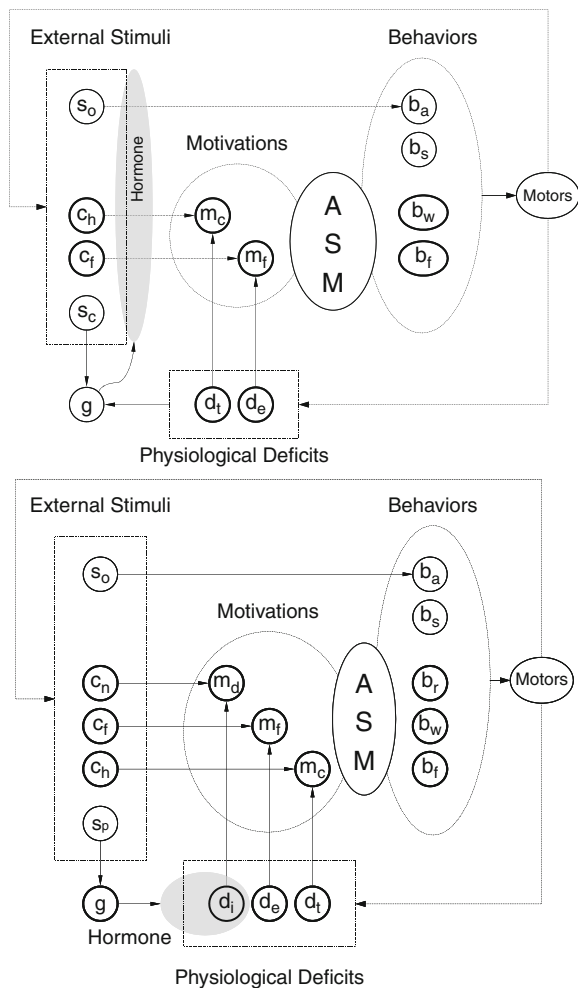 External Stimuli
Behaviors
s_o
b_a
b_s
Hormone
Motivations
Motors
c_h
m_c
A
b_w
c_f
m_f
S
b_f
s_c
M
g
d_t
d_e
Physiological Deficits
External Stimuli
Behaviors
s_o
b_a
b_s
Motivations
c_n
m_d
A
b_r
Motors
c_f
m_f
S
b_w
c_h
m_c
M
b_f
s_p
g
d_i
d_e
d_t
Hormone
Physiological Deficits